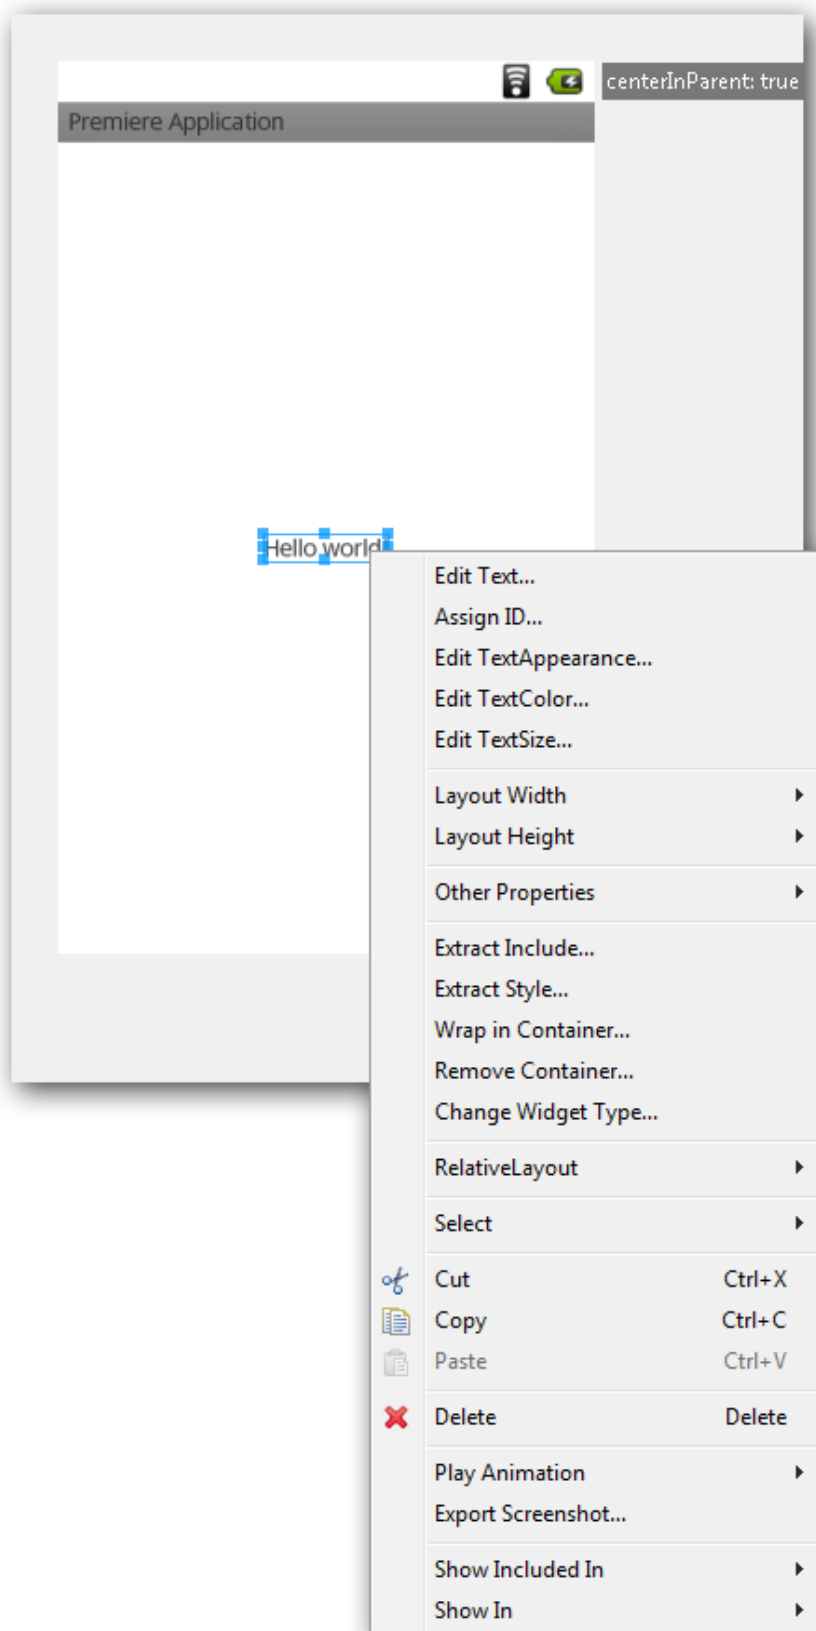 centerInParent: true
Premiere Application
Hello world
Edit Text...
Assign ID...
Edit TextAppearance...
Edit TextColor...
Edit TextSize...
Layout Width
Layout Height
Other Properties
Extract Include...
Extract Style...
Wrap in Container...
Remove Container...
Change Widget Type...
RelativeLayout
Select
Cut Ctrl+X
Copy Ctrl+C
Paste Ctrl+V
Delete Delete
Play Animation
Export Screenshot...
Show Included In
Show In